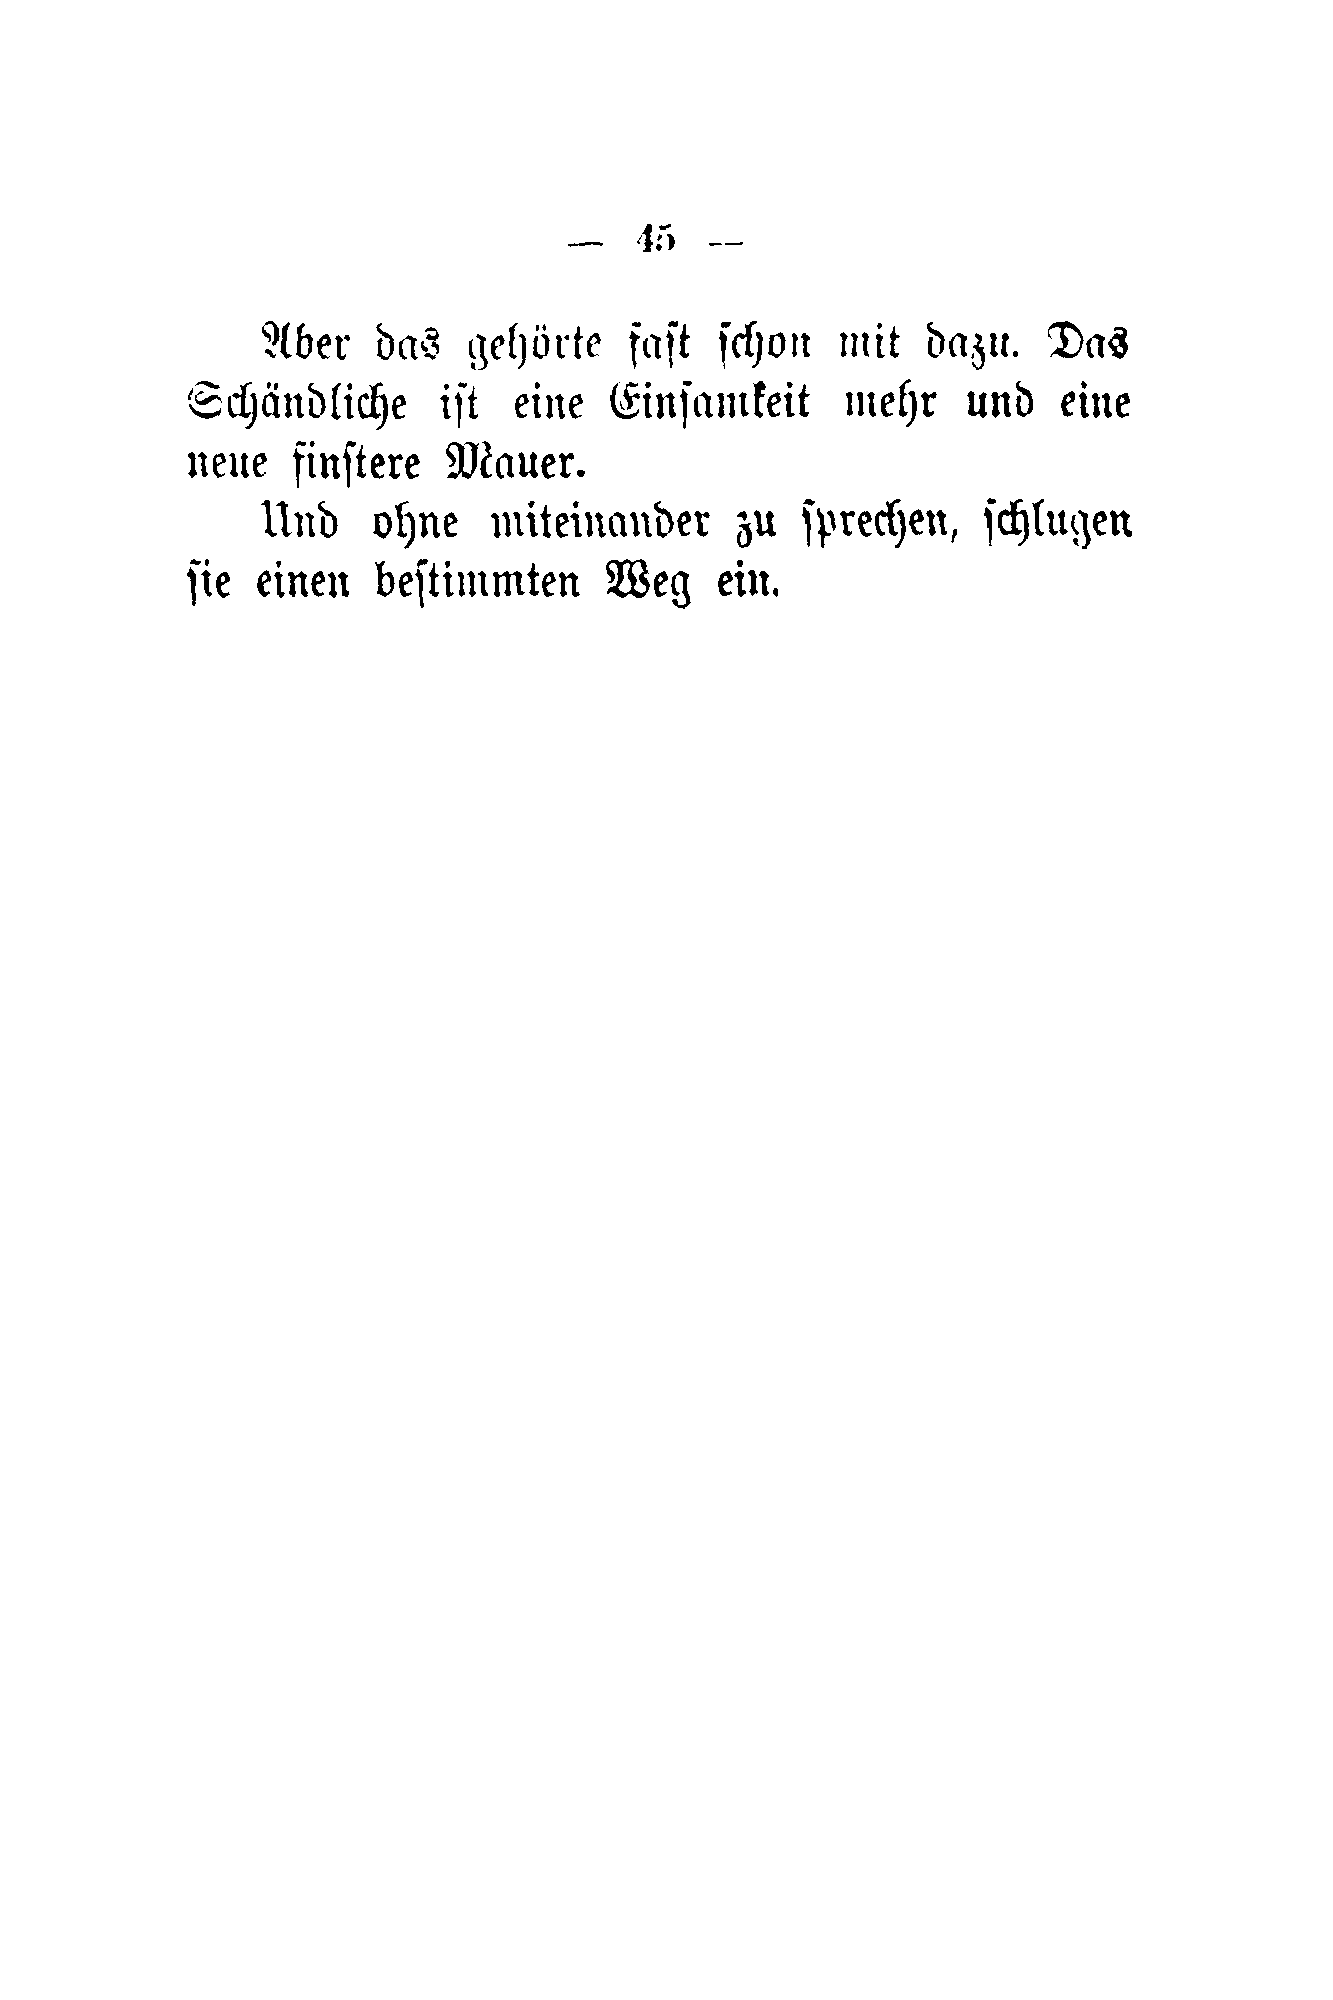 — 45 —
Aber das gehörte faſt ſchon mit dazu. Das
Schändliche iſt eine Einſamkeit mehr und eine
neue finſtere Mauer.
Und ohne miteinander zu ſprechen, ſchlugen
ſie einen beſtimmten Weg ein.